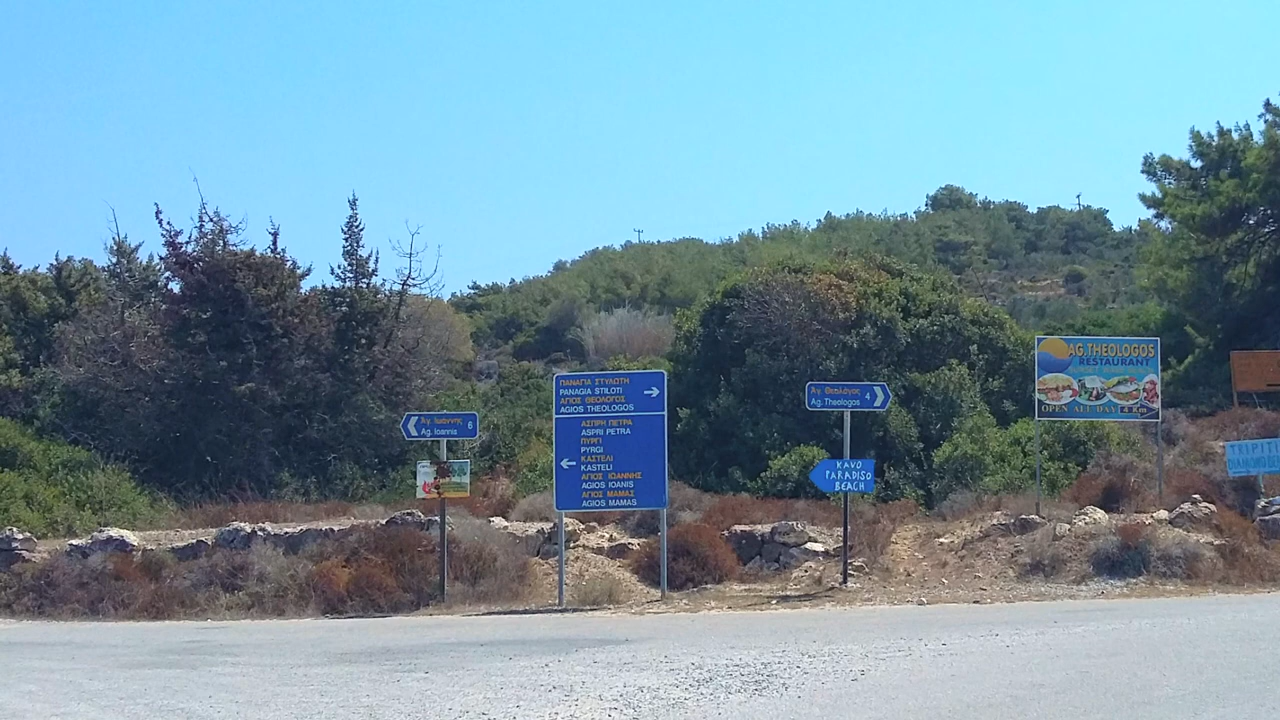 Αγ. Ιωάννης 6
Ag. Ioannis
ΠΑΝΑΓΙΑ ΣΤΥΛΩΤΗ
PANAGIA STILOTI
ΑΓΙΟΣ ΘΕΟΛΟΓΟΣ
AGIOS THEOLOGOS
ΑΣΠΡΗ ΠΕΤΡΑ
ASPRI PETRA
ΠΥΡΓΙ
PYRGI
ΚΑΣΤΕΛΙ
KASTELI
ΑΓΙΟΣ ΙΩΑΝΝΗΣ
AGIOS IOANIS
ΑΓΙΟΣ ΜΑΜΑΣ
AGIOS MAMAS
Αγ. Θεολόγος 4
Ag. Theologos
KAVO
PARADISO
BEACH
AG THEOLOGOS
RESTAURANT
OPEN ALL DAY 4 Km